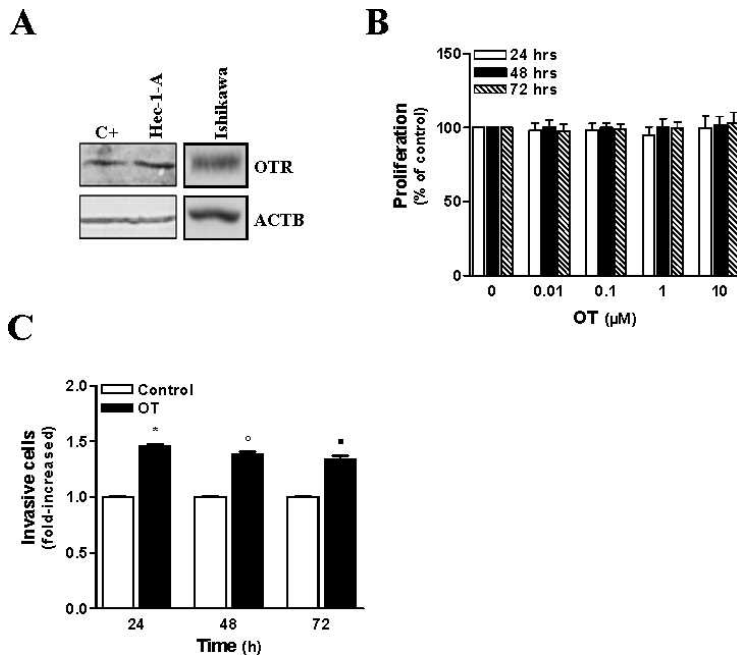 A
C+
Hec-1-A
Ishikawa
OTR
ACTB
B
Proliferation
(% of control)
150
100
50
0
24 hrs
48 hrs
72 hrs
0 0.01 0.1 1 10
OT (µM)
C
Invasive cells
(fold-increased)
2.0
1.5
1.0
0.5
0.0
Control
OT
*
○
▪
24 48 72
Time (h)